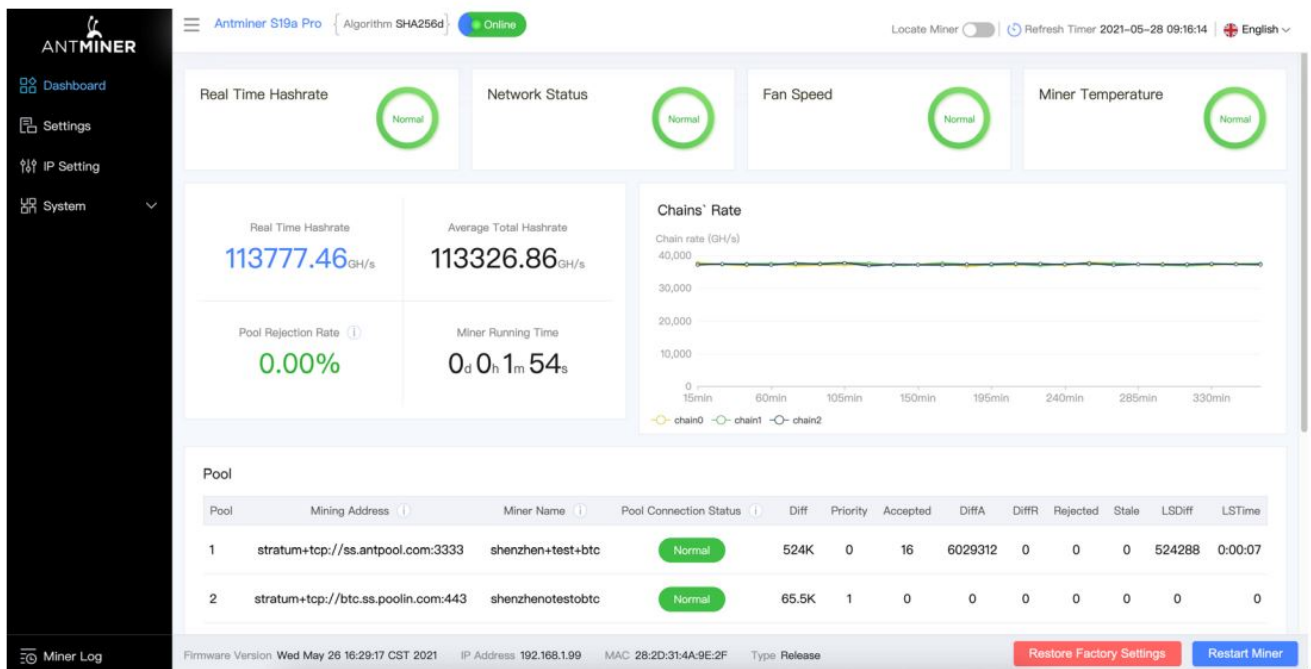 ANTMINER
Antminer S19a Pro { Algorithm SHA256d } Online Locate Miner Refresh Timer 2021-05-28 09:16:14 English
Dashboard
Settings
IP Setting
System
Miner Log
Real Time Hashrate Normal
Network Status Normal
Fan Speed Normal
Miner Temperature Normal
Real Time Hashrate
113777.46GH/s
Average Total Hashrate
113326.86GH/s
Pool Rejection Rate i
0.00%
Miner Running Time
0d 0h 1m 54s
Chains` Rate
Chain rate (GH/s)
40,000
30,000
20,000
10,000
0
15min 60min 105min 150min 195min 240min 285min 330min
chain0 chain1 chain2
Pool
Pool Mining Address i Miner Name i Pool Connection Status i Diff Priority Accepted DiffA DiffR Rejected Stale LSDiff LSTime
1 stratum+tcp://ss.antpool.com:3333 shenzhen+test+btc Normal 524K 0 16 6029312 0 0 0 524288 0:00:07
2 stratum+tcp://btc.ss.poolin.com:443 shenzhenotestobtc Normal 65.5K 1 0 0 0 0 0 0 0
Firmware Version Wed May 26 16:29:17 CST 2021 IP Address 192.168.1.99 MAC 28:2D:31:4A:9E:2F Type Release Restore Factory Settings Restart Miner